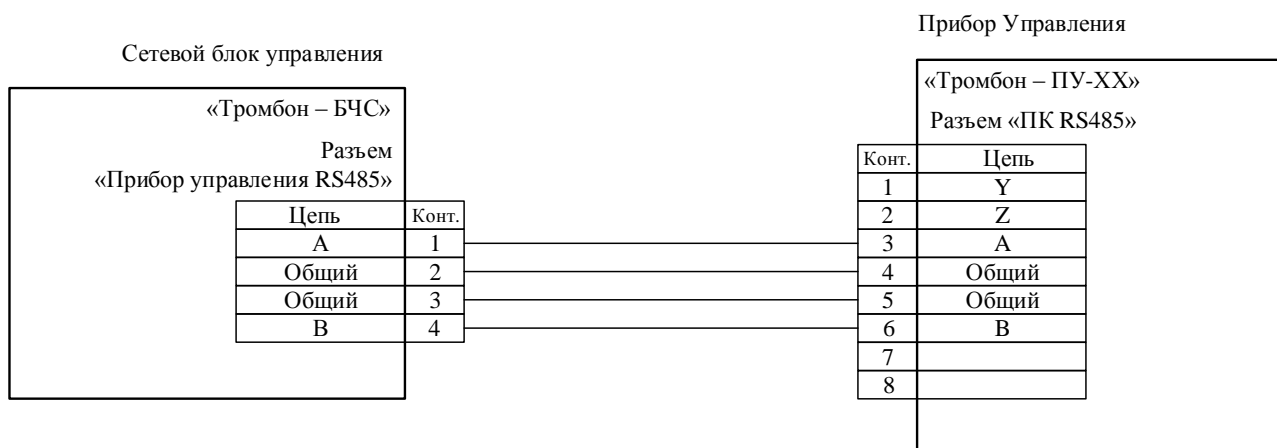 Сетевой блок управления
«Тромбон – БЧС»
Разъем
«Прибор управления RS485»
Цепь Конт.
A 1
Общий 2
Общий 3
B 4
Прибор Управления
«Тромбон – ПУ-ХХ»
Разъем «ПК RS485»
Конт. Цепь
1 Y
2 Z
3 A
4 Общий
5 Общий
6 B
7
8